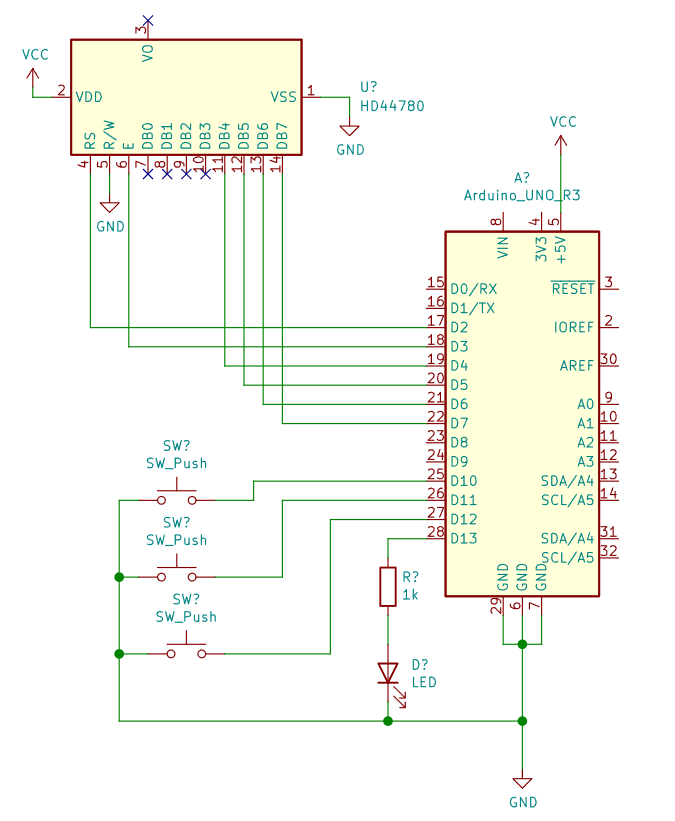 3
VO
VCC
2
VDD
VSS
1
U?
HD44780
GND
RS
R/W
E
DB0
DB1
DB2
DB3
DB4
DB5
DB6
DB7
4
5
6
7
8
9
10
11
12
13
14
GND
VCC
A?
Arduino_UNO_R3
8
4
5
VIN
3V3
+5V
15 D0/RX
RESET 3
16 D1/TX
17 D2
IOREF 2
18 D3
19 D4
AREF 30
20 D5
21 D6
A0 9
22 D7
A1 10
23 D8
A2 11
24 D9
A3 12
25 D10
SDA/A4 13
26 D11
SCL/A5 14
27 D12
28 D13
SDA/A4 31
SCL/A5 32
GND
GND
GND
29
6
7
SW?
SW_Push
SW?
SW_Push
SW?
SW_Push
R?
1k
D?
LED
GND